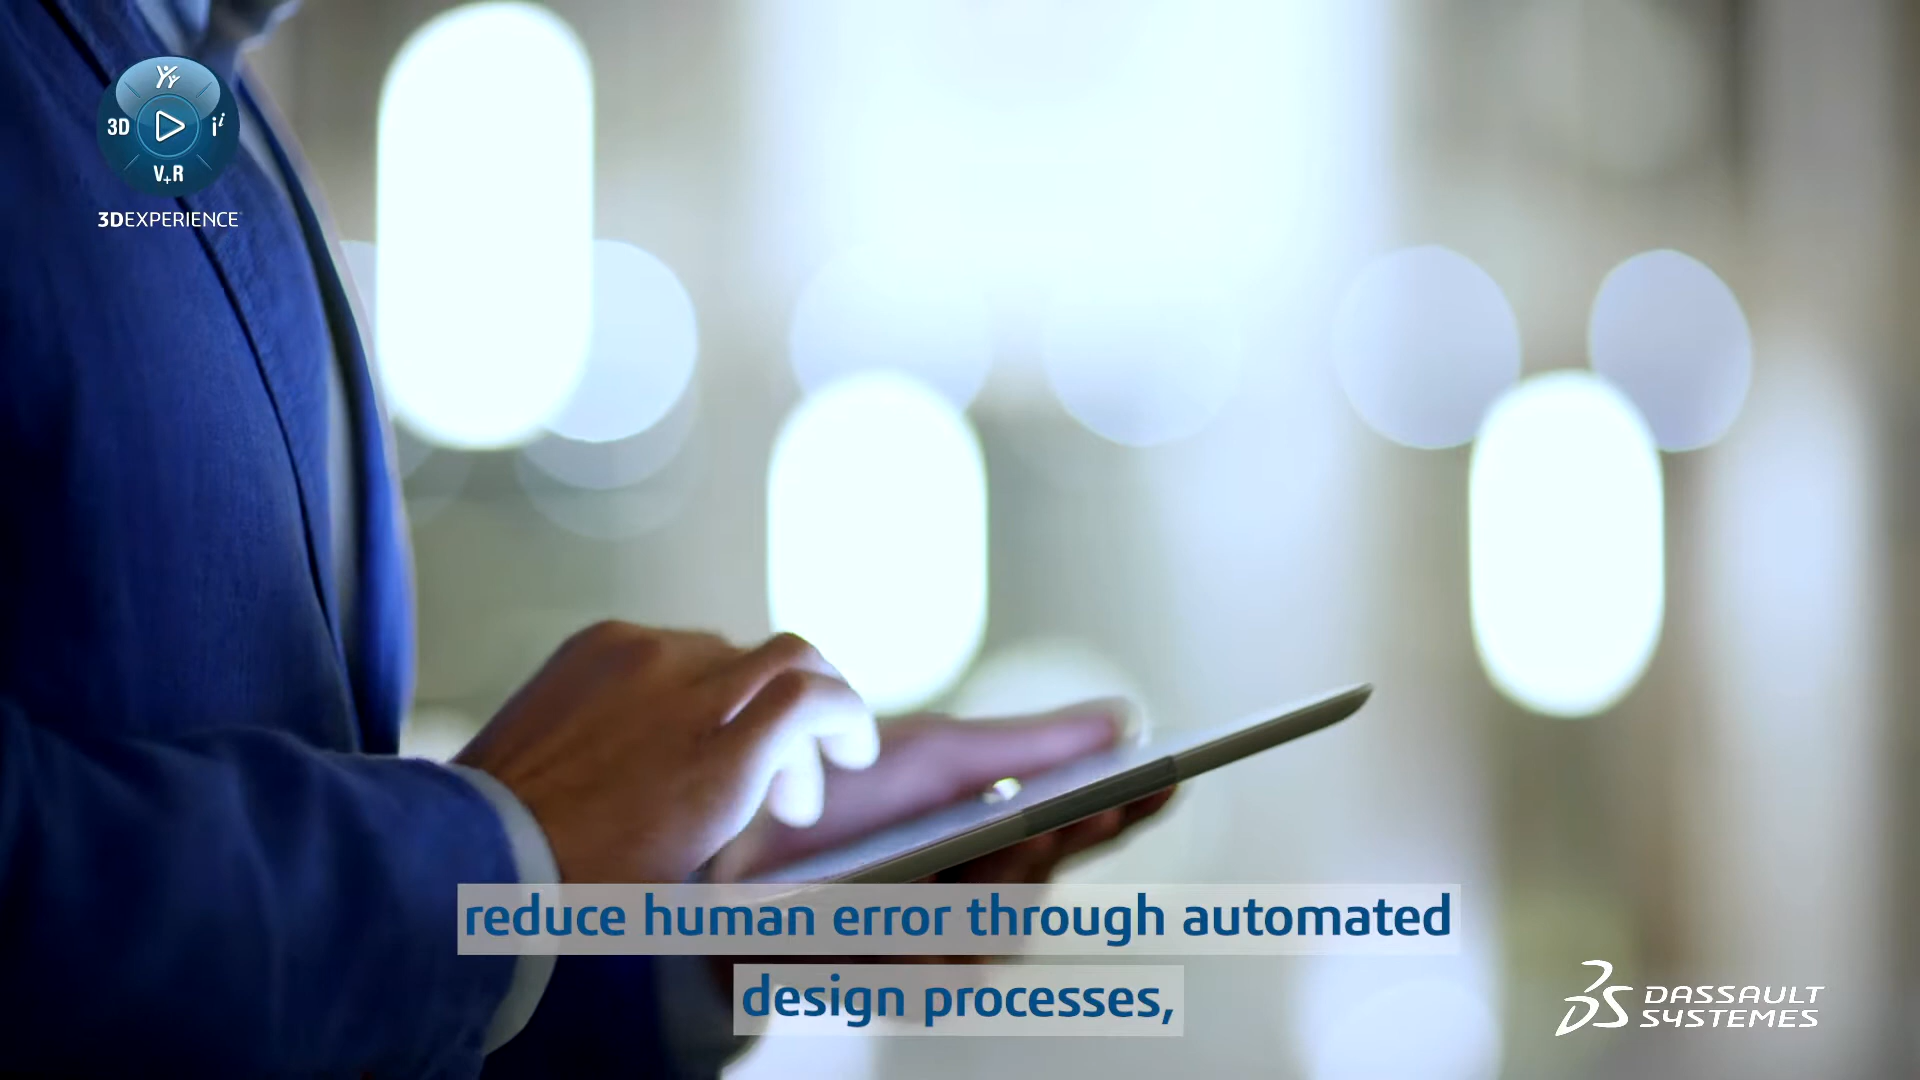 3D
i
V+R
3DEXPERIENCE
reduce human error through automated
design processes,
DASSAULT
SYSTEMES